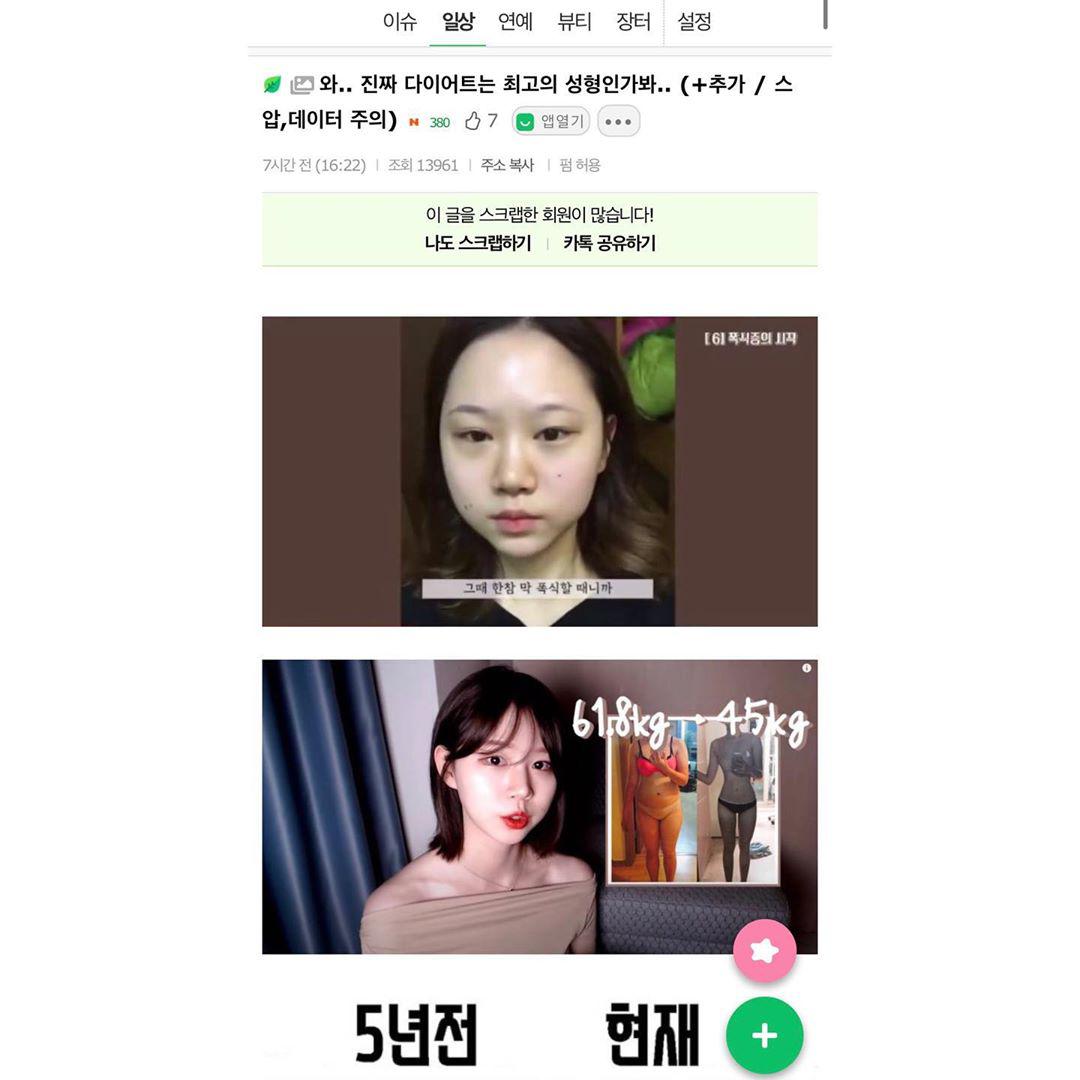 이슈 일상 연예 뷰티 장터 설정
와.. 진짜 다이어트는 최고의 성형인가봐.. (+추가 / 스
압,데이터 주의) N 380 7 앱열기
7시간 전 (16:22) | 조회 13961 | 주소 복사 | 펌 허용
이 글을 스크랩한 회원이 많습니다!
나도 스크랩하기 | 카톡 공유하기
[6] 폭식증의 시작
그때 한참 막 폭식할 때니까
61.8kg → 45kg
5년전 현재